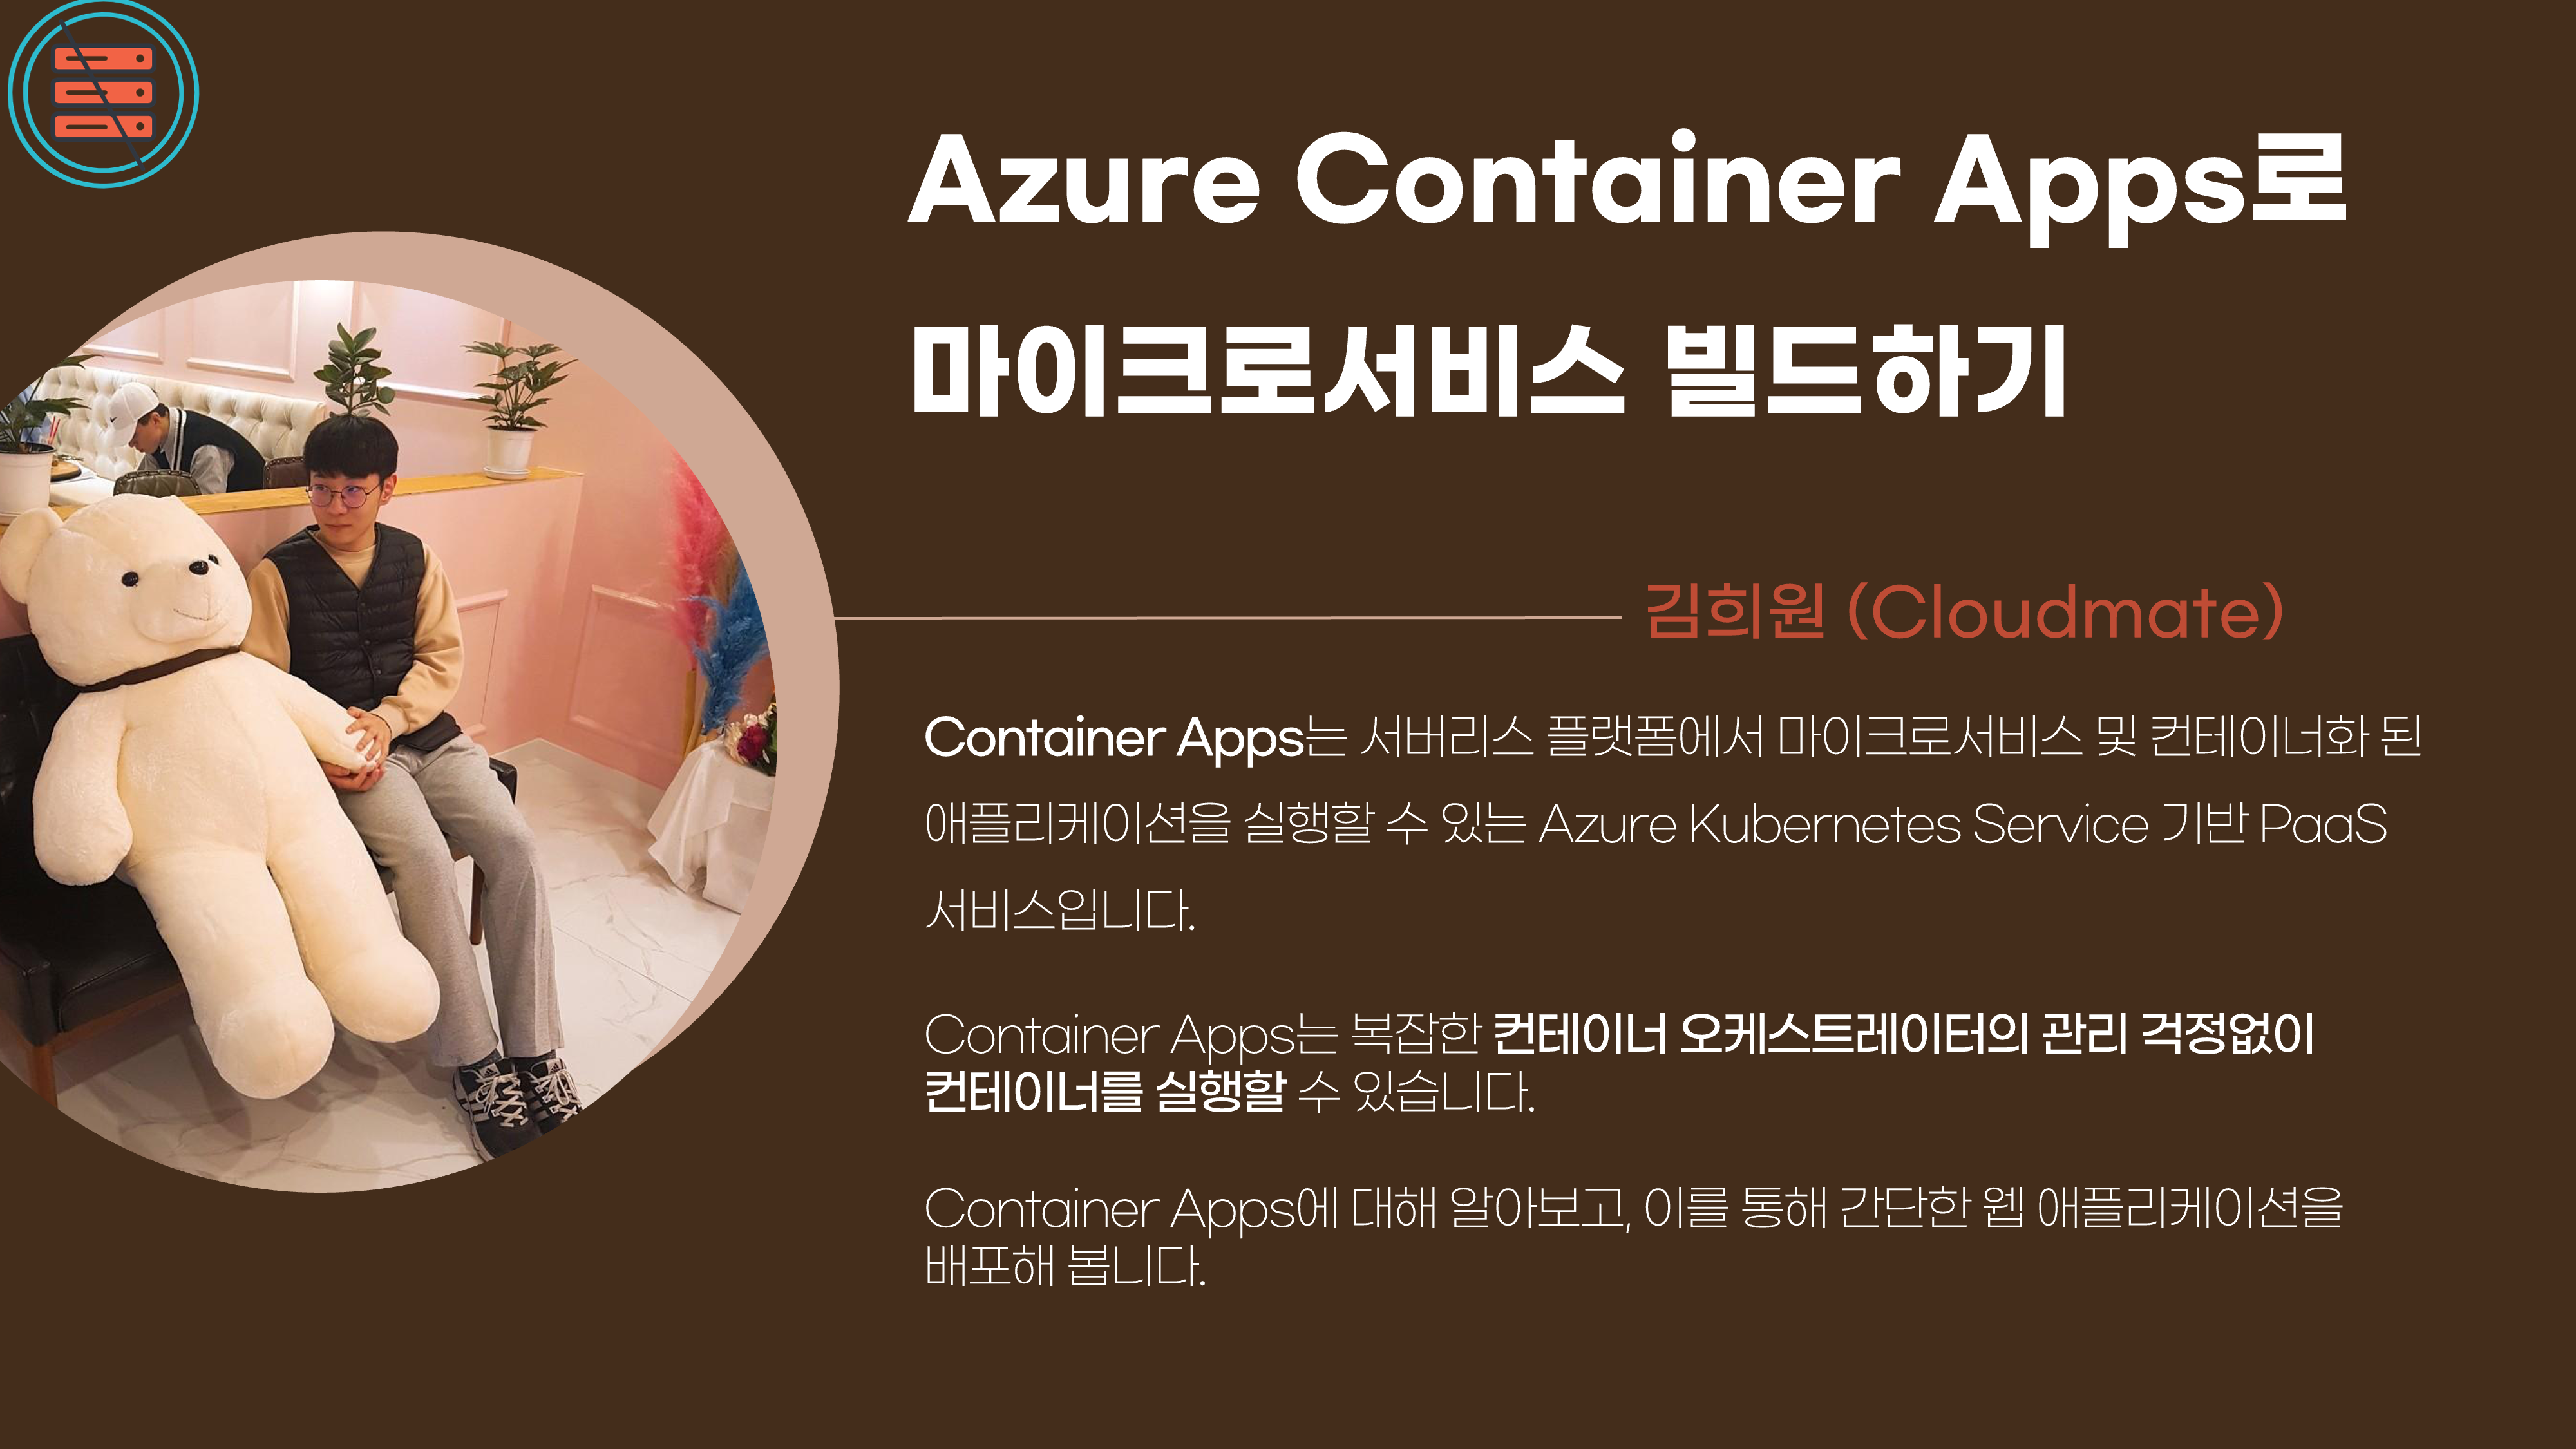 Azure Container Apps로
마이크로서비스 빌드하기
김희원 (Cloudmate)
Container Apps는 서버리스 플랫폼에서 마이크로서비스 및 컨테이너화 된
애플리케이션을 실행할 수 있는 Azure Kubernetes Service 기반 PaaS
서비스입니다.
Container Apps는 복잡한 컨테이너 오케스트레이터의 관리 걱정없이
컨테이너를 실행할 수 있습니다.
Container Apps에 대해 알아보고, 이를 통해 간단한 웹 애플리케이션을
배포해 봅니다.